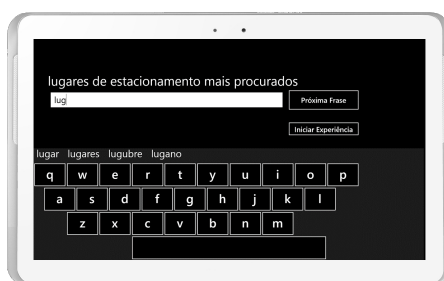 lugares de estacionamento mais procurados
lug
Próxima Frase
Iniciar Experiência
lugar lugares lugubre lugano
q w e r t y u i o p
a s d f g h j k l
z x c v b n m